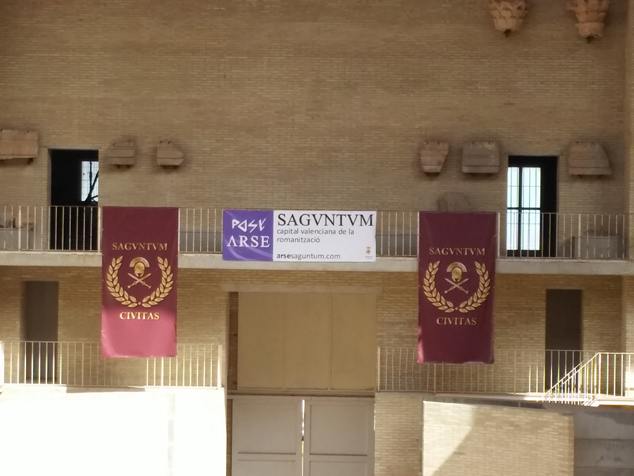 SAGVNTVM
CIVITAS
ARSE
SAGVNTVM
capital valenciana de la
romanització
arsesaguntum.com
SAGVNTVM
CIVITAS